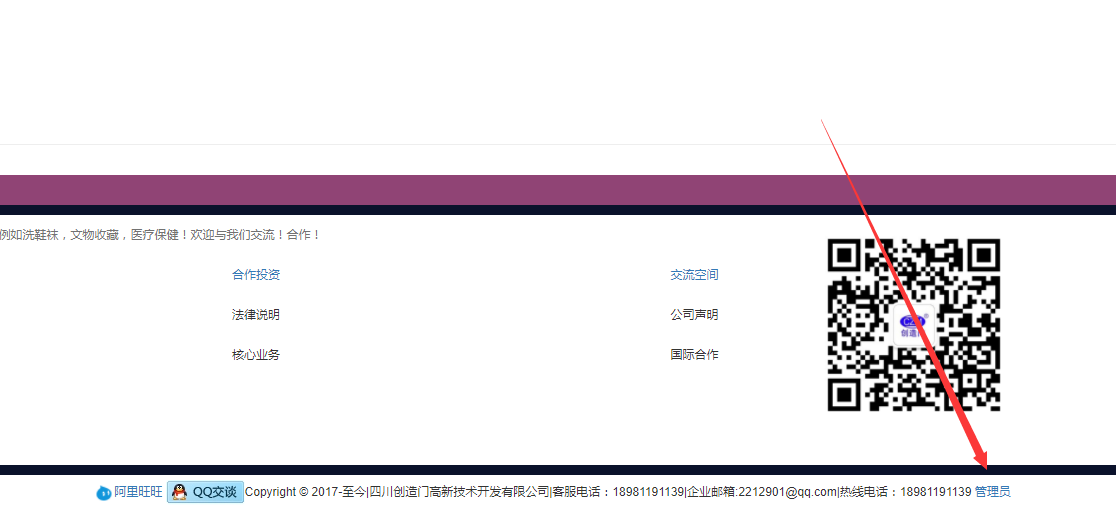 例如洗鞋袜，文物收藏，医疗保健！欢迎与我们交流！合作！
合作投资
交流空间
法律说明
公司声明
核心业务
国际合作
CZM®
创造门
阿里旺旺 QQ交谈 Copyright © 2017-至今|四川创造门高新技术开发有限公司|客服电话：18981191139|企业邮箱:2212901@qq.com|热线电话：18981191139 管理员